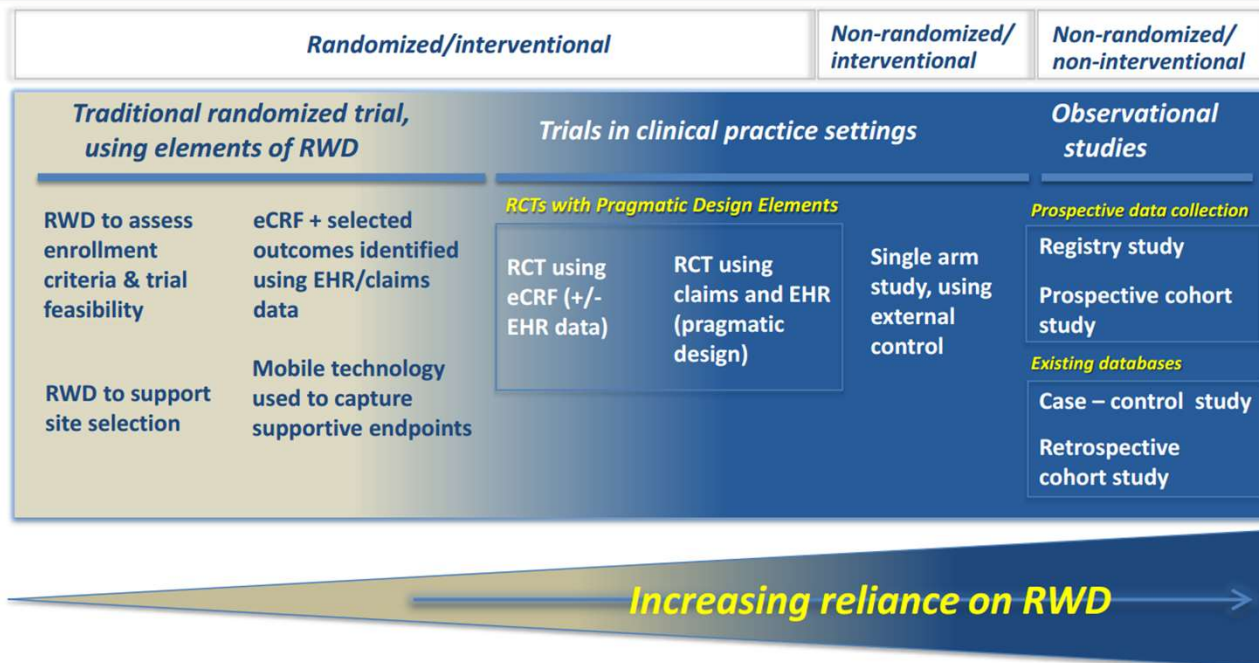 Randomized/interventional
Non-randomized/
interventional
Non-randomized/
non-interventional
Traditional randomized trial,
using elements of RWD
Trials in clinical practice settings
Observational
studies
RWD to assess
enrollment
criteria & trial
feasibility
RWD to support
site selection
eCRF + selected
outcomes identified
using EHR/claims
data
Mobile technology
used to capture
supportive endpoints
RCTs with Pragmatic Design Elements
RCT using
eCRF (+/-
EHR data)
RCT using
claims and EHR
(pragmatic
design)
Single arm
study, using
external
control
Prospective data collection
Registry study
Prospective cohort
study
Existing databases
Case – control study
Retrospective
cohort study
Increasing reliance on RWD